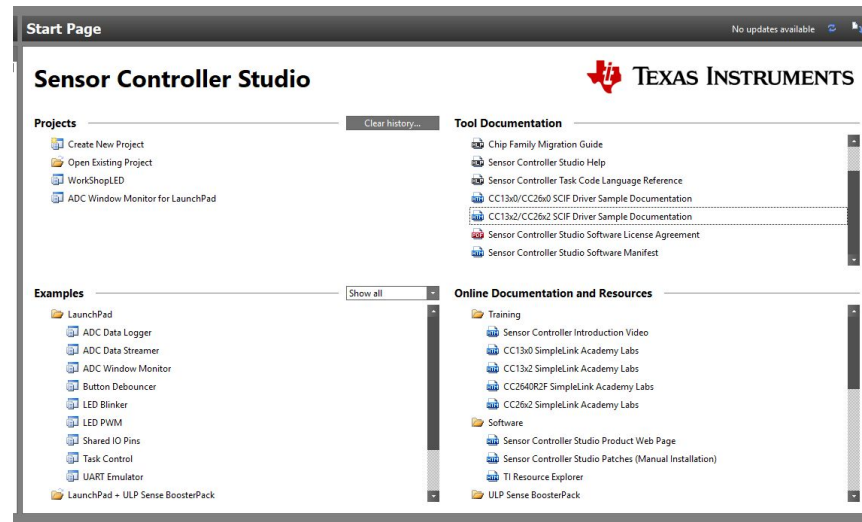 Start Page
No updates available
Sensor Controller Studio
TEXAS INSTRUMENTS
Projects
Clear history...
Create New Project
Open Existing Project
WorkShopLED
ADC Window Monitor for LaunchPad
Tool Documentation
Chip Family Migration Guide
Sensor Controller Studio Help
Sensor Controller Task Code Language Reference
CC13x0/CC26x0 SCIF Driver Sample Documentation
CC13x2/CC26x2 SCIF Driver Sample Documentation
Sensor Controller Studio Software License Agreement
Sensor Controller Studio Software Manifest
Examples
Show all
LaunchPad
ADC Data Logger
ADC Data Streamer
ADC Window Monitor
Button Debouncer
LED Blinker
LED PWM
Shared IO Pins
Task Control
UART Emulator
LaunchPad + ULP Sense BoosterPack
Online Documentation and Resources
Training
Sensor Controller Introduction Video
CC13x0 SimpleLink Academy Labs
CC13x2 SimpleLink Academy Labs
CC2640R2F SimpleLink Academy Labs
CC26x2 SimpleLink Academy Labs
Software
Sensor Controller Studio Product Web Page
Sensor Controller Studio Patches (Manual Installation)
TI Resource Explorer
ULP Sense BoosterPack